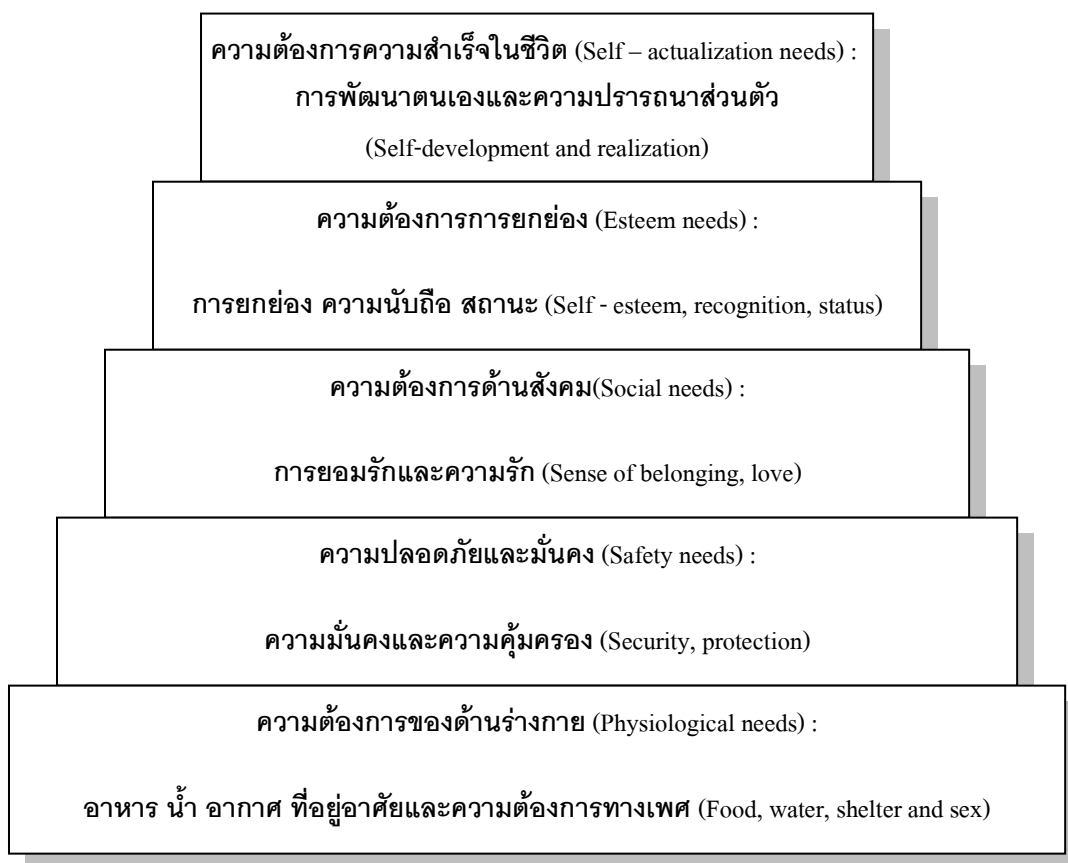 ความต้องการความสำเร็จในชีวิต (Self – actualization needs) :
การพัฒนาตนเองและความปรารถนาส่วนตัว
(Self-development and realization)
ความต้องการการยกย่อง (Esteem needs) :
การยกย่อง ความนับถือ สถานะ (Self - esteem, recognition, status)
ความต้องการด้านสังคม(Social needs) :
การยอมรักและความรัก (Sense of belonging, love)
ความปลอดภัยและมั่นคง (Safety needs) :
ความมั่นคงและความคุ้มครอง (Security, protection)
ความต้องการของด้านร่างกาย (Physiological needs) :
อาหาร น้ำ อากาศ ที่อยู่อาศัยและความต้องการทางเพศ (Food, water, shelter and sex)